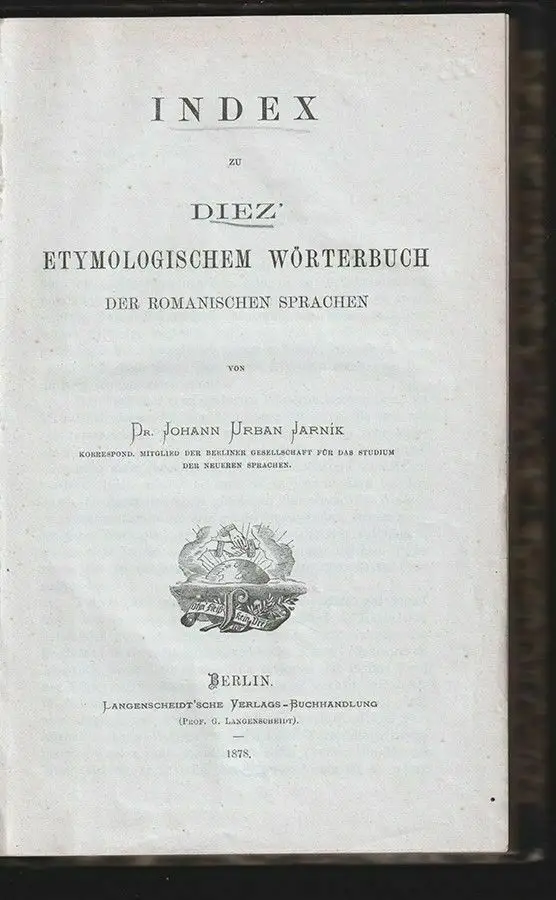 INDEX
ZU
DIEZ'
ETYMOLOGISCHEM WÖRTERBUCH
DER ROMANISCHEN SPRACHEN
VON
DR. JOHANN URBAN JARNÍK
KORRESPOND. MITGLIED DER BERLINER GESELLSCHAFT FÜR DAS STUDIUM
DER NEUEREN SPRACHEN.
BERLIN.
LANGENSCHEIDT'SCHE VERLAGS-BUCHHANDLUNG
(PROF. G. LANGENSCHEIDT).
1878.